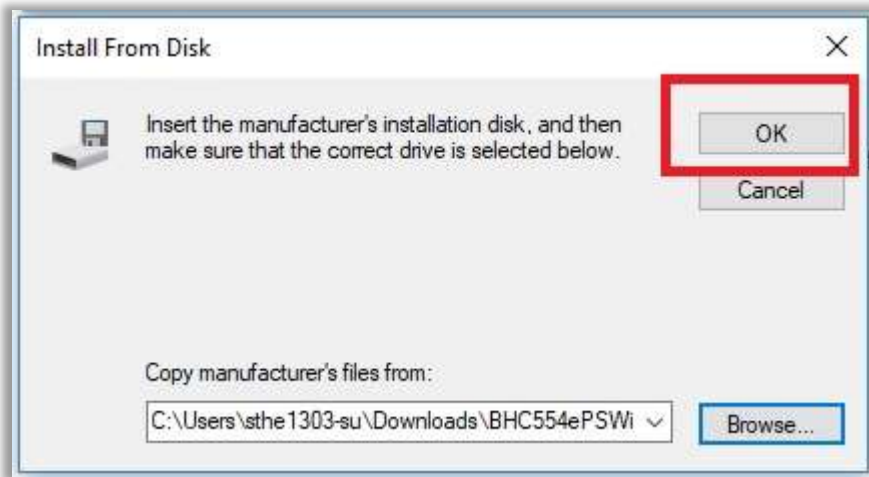 Install From Disk
Insert the manufacturer's installation disk, and then
make sure that the correct drive is selected below.
OK
Cancel
Copy manufacturer's files from:
C:\Users\sthe1303-su\Downloads\BHC554ePSWi
Browse...